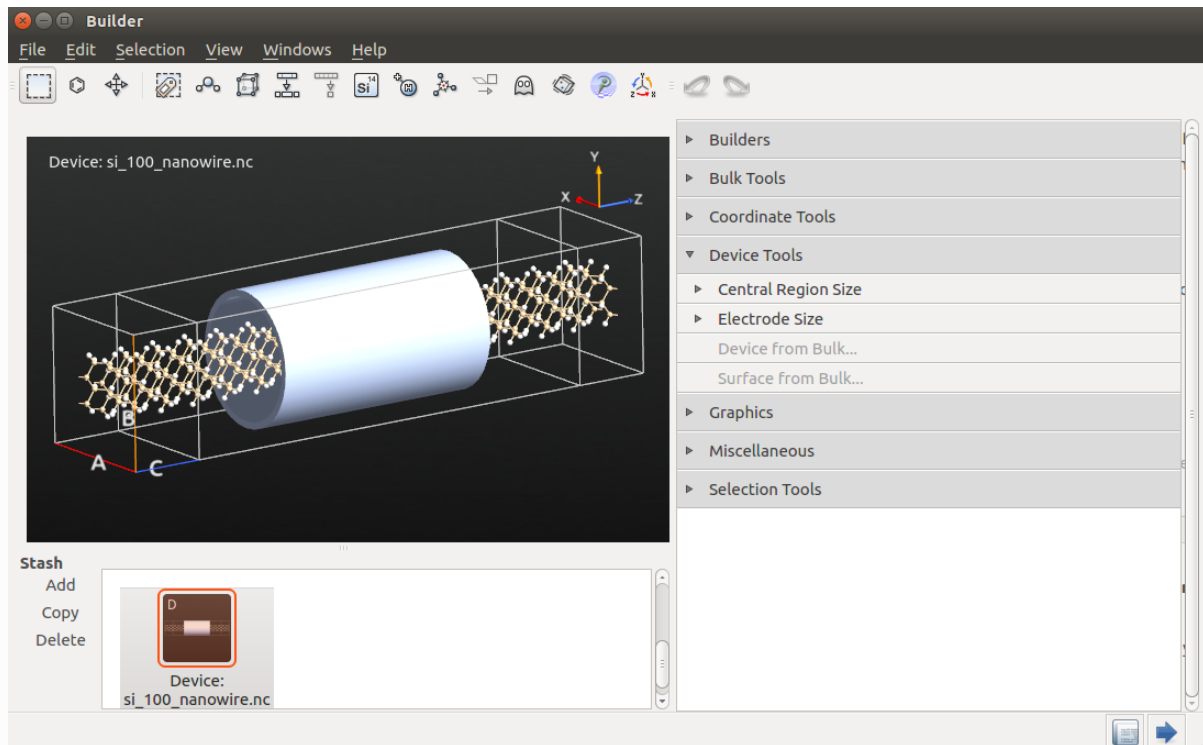 Builder
File Edit Selection View Windows Help
Si 14
H
Y
Z X
Device: si_100_nanowire.nc
Y
X
Z
B
A
C
Builders
Bulk Tools
Coordinate Tools
Device Tools
Central Region Size
Electrode Size
Device from Bulk...
Surface from Bulk...
Graphics
Miscellaneous
Selection Tools
Stash
Add
Copy
Delete
D
Device:
si_100_nanowire.nc